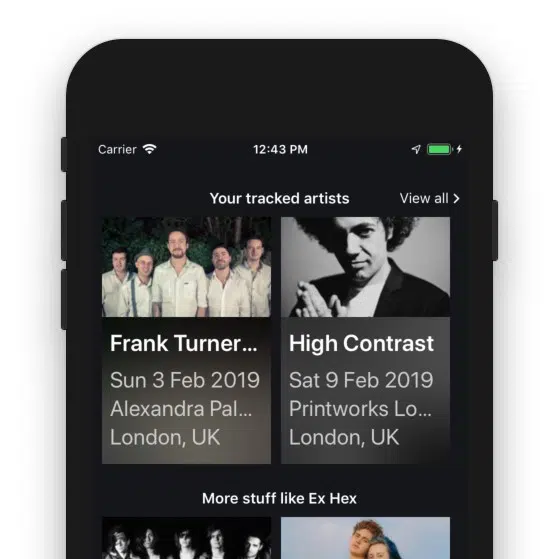 Carrier
12:43 PM
Your tracked artists
View all
Frank Turner...
Sun 3 Feb 2019
Alexandra Pal...
London, UK
High Contrast
Sat 9 Feb 2019
Printworks Lo...
London, UK
More stuff like Ex Hex